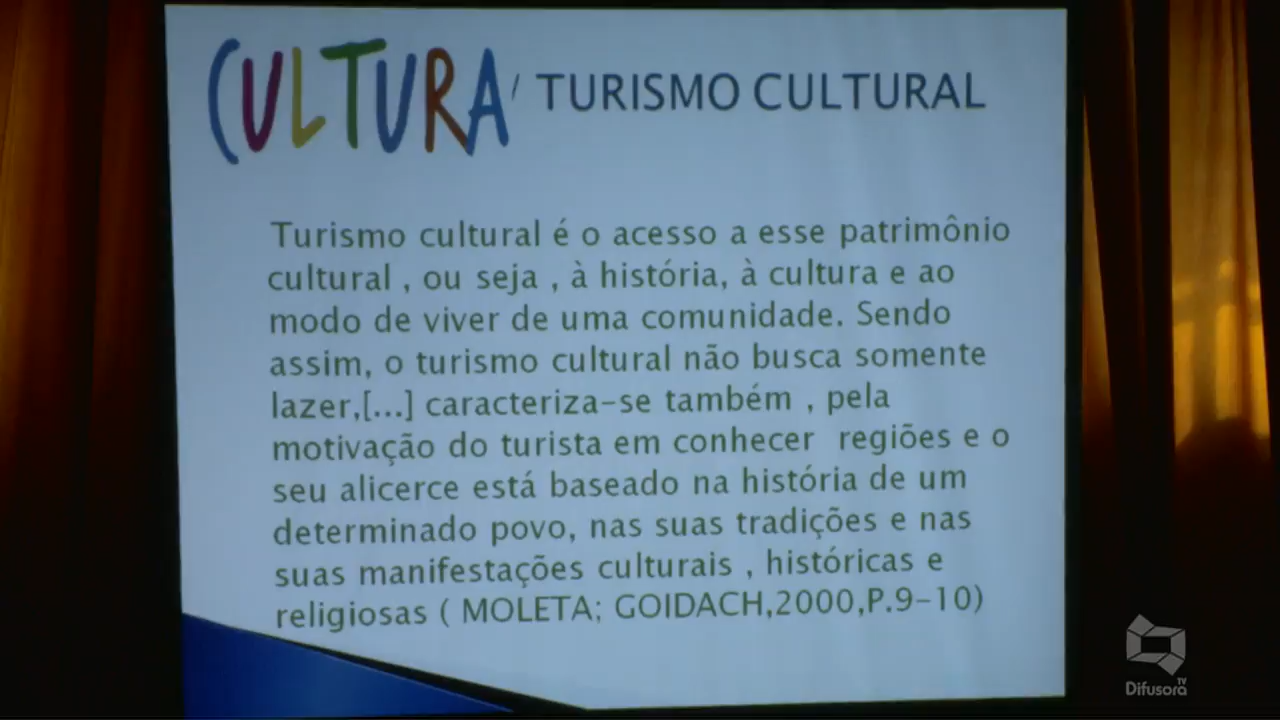 CULTURA/ TURISMO CULTURAL
Turismo cultural é o acesso a esse patrimônio
cultural , ou seja , à história, à cultura e ao
modo de viver de uma comunidade. Sendo
assim, o turismo cultural não busca somente
lazer,[...] caracteriza-se também , pela
motivação do turista em conhecer regiões e o
seu alicerce está baseado na história de um
determinado povo, nas suas tradições e nas
suas manifestações culturais , históricas e
religiosas ( MOLETA; GOIDACH,2000,P.9-10)
TV
Difusora